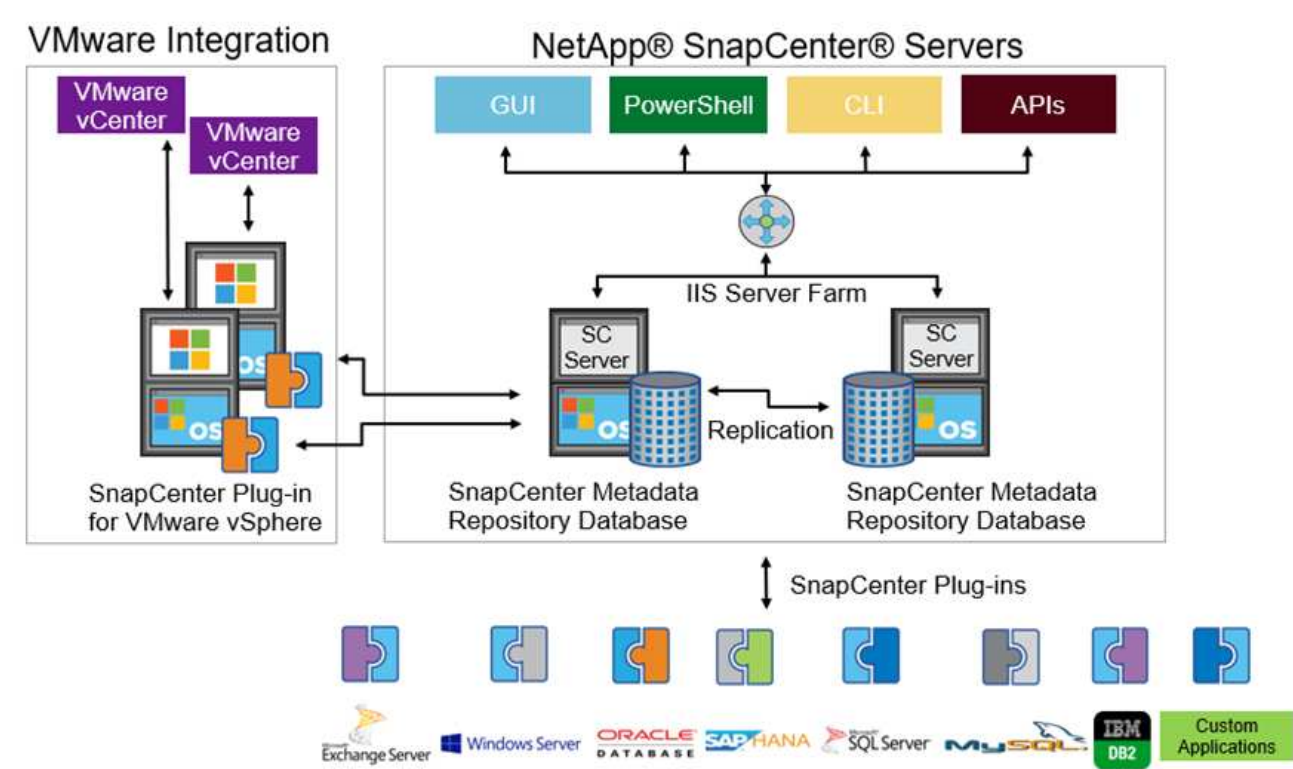 VMware Integration
NetApp® SnapCenter® Servers
VMware
vCenter
VMware
vCenter
GUI
PowerShell
CLI
APIs
IIS Server Farm
SC
Server
SC
Server
OS
OS
OS
OS
Replication
SnapCenter Plug-in
for VMware vSphere
SnapCenter Metadata
Repository Database
SnapCenter Metadata
Repository Database
SnapCenter Plug-ins
Microsoft
Exchange Server
Windows Server
ORACLE
DATABASE
SAP HANA
Microsoft
SQL Server
MySQL
IBM
DB2
Custom
Applications